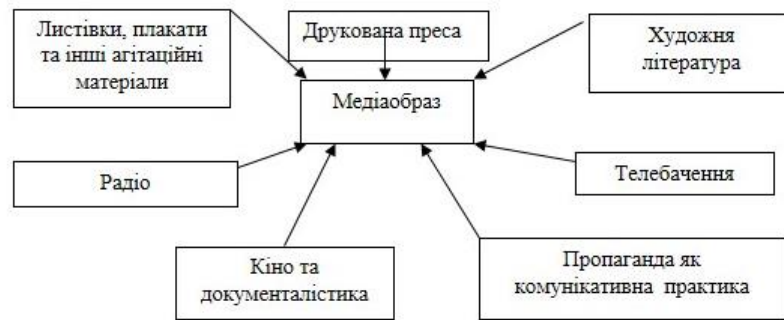 Листівки, плакати
та інші агітаційні
матеріали
Друкована преса
Художня
література
Медіаобраз
Радіо
Телебачення
Кіно та
документалістика
Пропаганда як
комунікативна практика